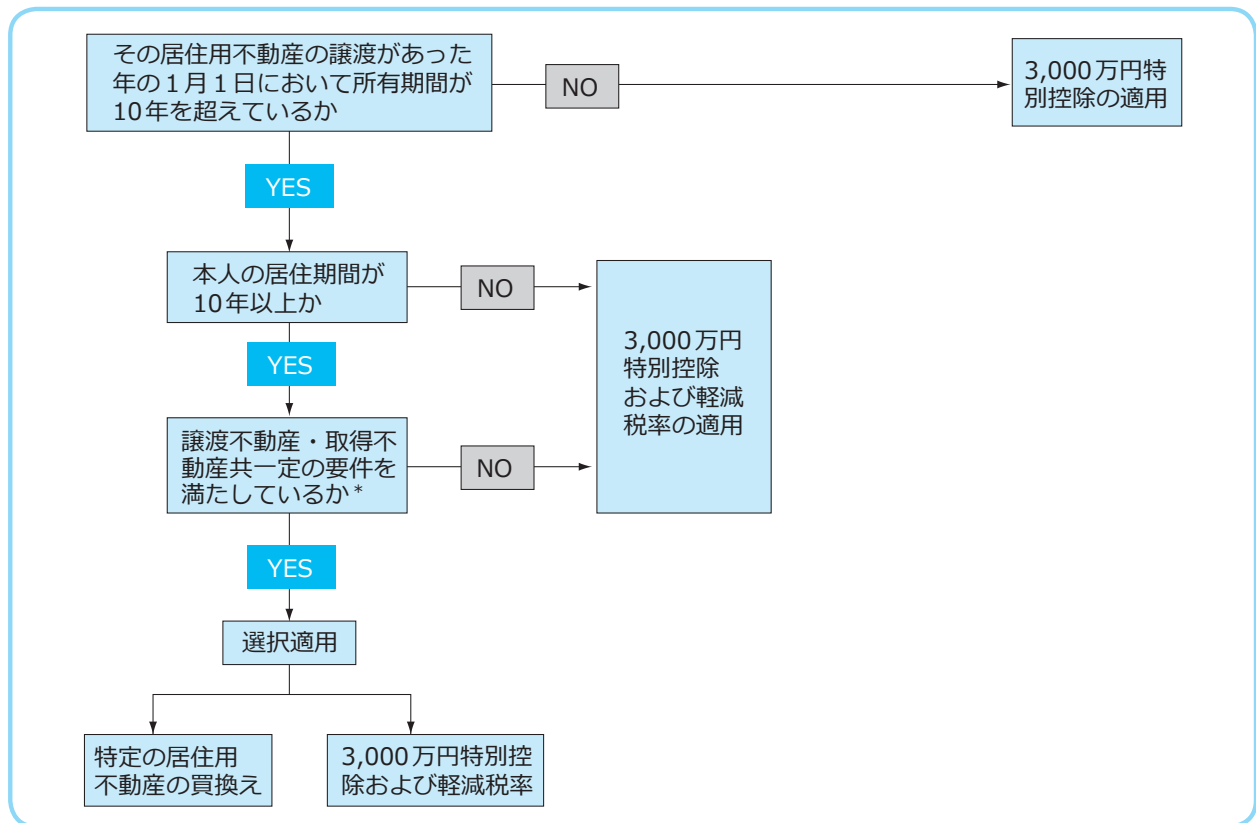 その居住用不動産の譲渡があった
年の１月１日において所有期間が
10年を超えているか
NO
3,000万円特
別控除の適用
YES
本人の居住期間が
10年以上か
NO
3,000万円
特別控除
および軽減
税率の適用
YES
譲渡不動産・取得不
動産共一定の要件を
満たしているか*
NO
YES
選択適用
特定の居住用
不動産の買換え
3,000万円特別控
除および軽減税率